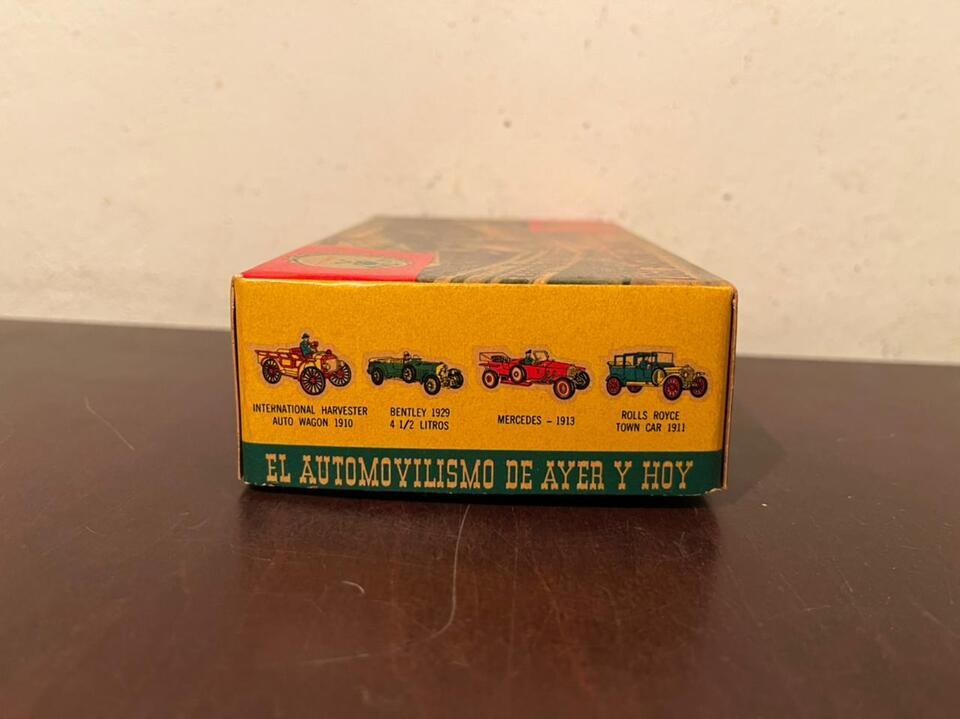 INTERNATIONAL HARVESTER
AUTO WAGON 1910
BENTLEY 1929
4 1/2 LITROS
MERCEDES - 1913
ROLLS ROYCE
TOWN CAR 1911
EL AUTOMOVILISMO DE AYER Y HOY